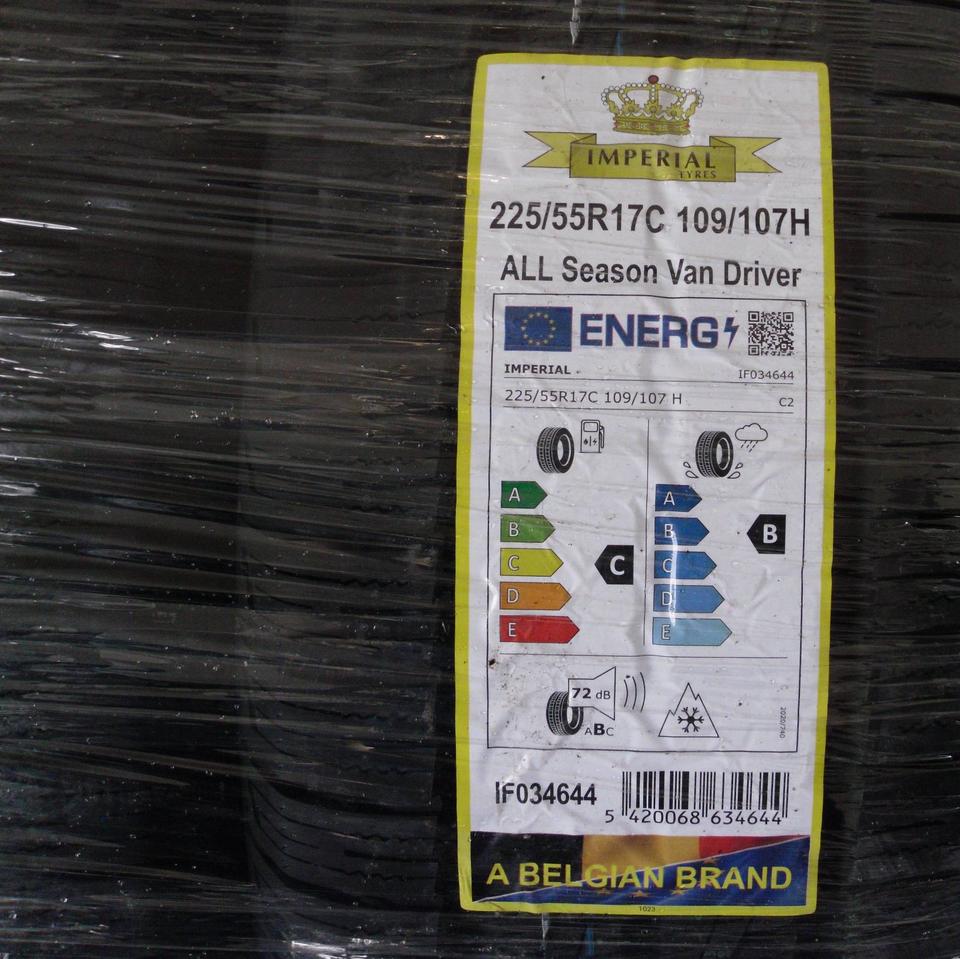 IMPERIAL
TYRES
225/55R17C 109/107H
ALL Season Van Driver
ENERG
IMPERIAL
IF034644
225/55R17C 109/107 H
C2
A
B
C
D
E
C
A
B
C
D
E
B
72 dB
ABC
2020/740
IF034644
5 420068 634644
A BELGIAN BRAND
1023